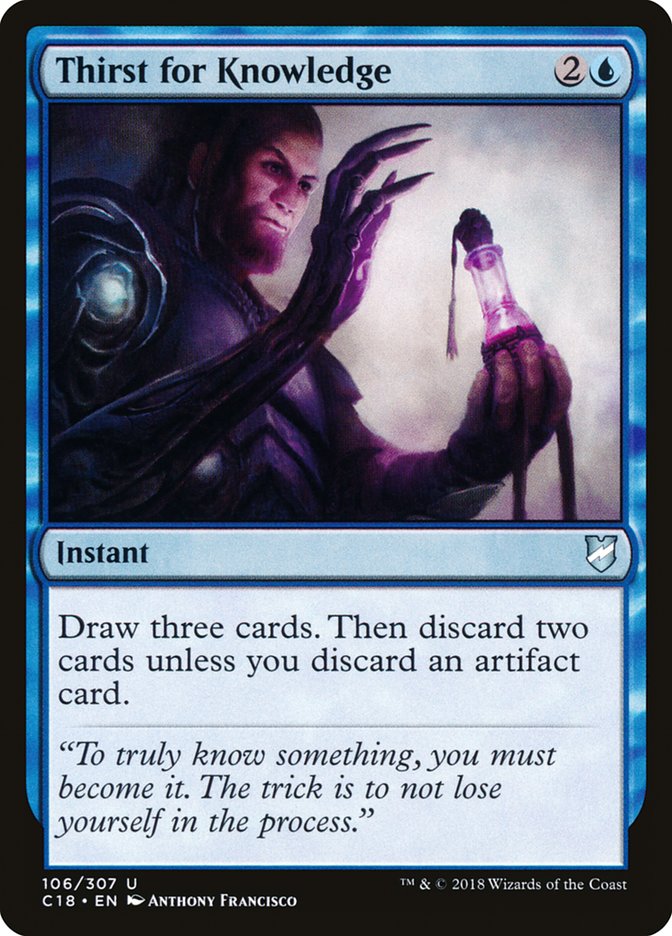 Thirst for Knowledge 2
Instant
Draw three cards. Then discard two
cards unless you discard an artifact
card.
“To truly know something, you must
become it. The trick is to not lose
yourself in the process.”
106/307 U
C18 • EN Anthony Francisco
™ & © 2018 Wizards of the Coast